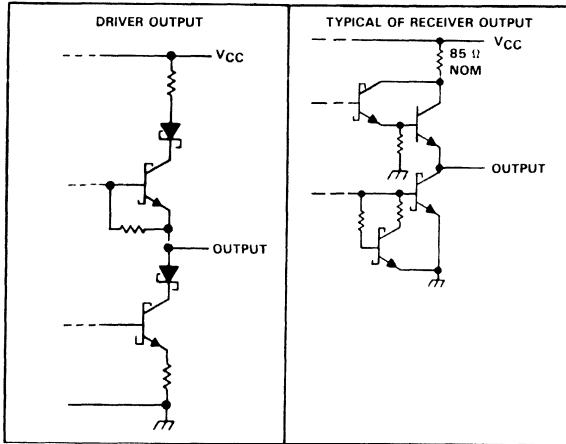 DRIVER OUTPUT
VCC
OUTPUT
TYPICAL OF RECEIVER OUTPUT
VCC
85 Ω
NOM
OUTPUT